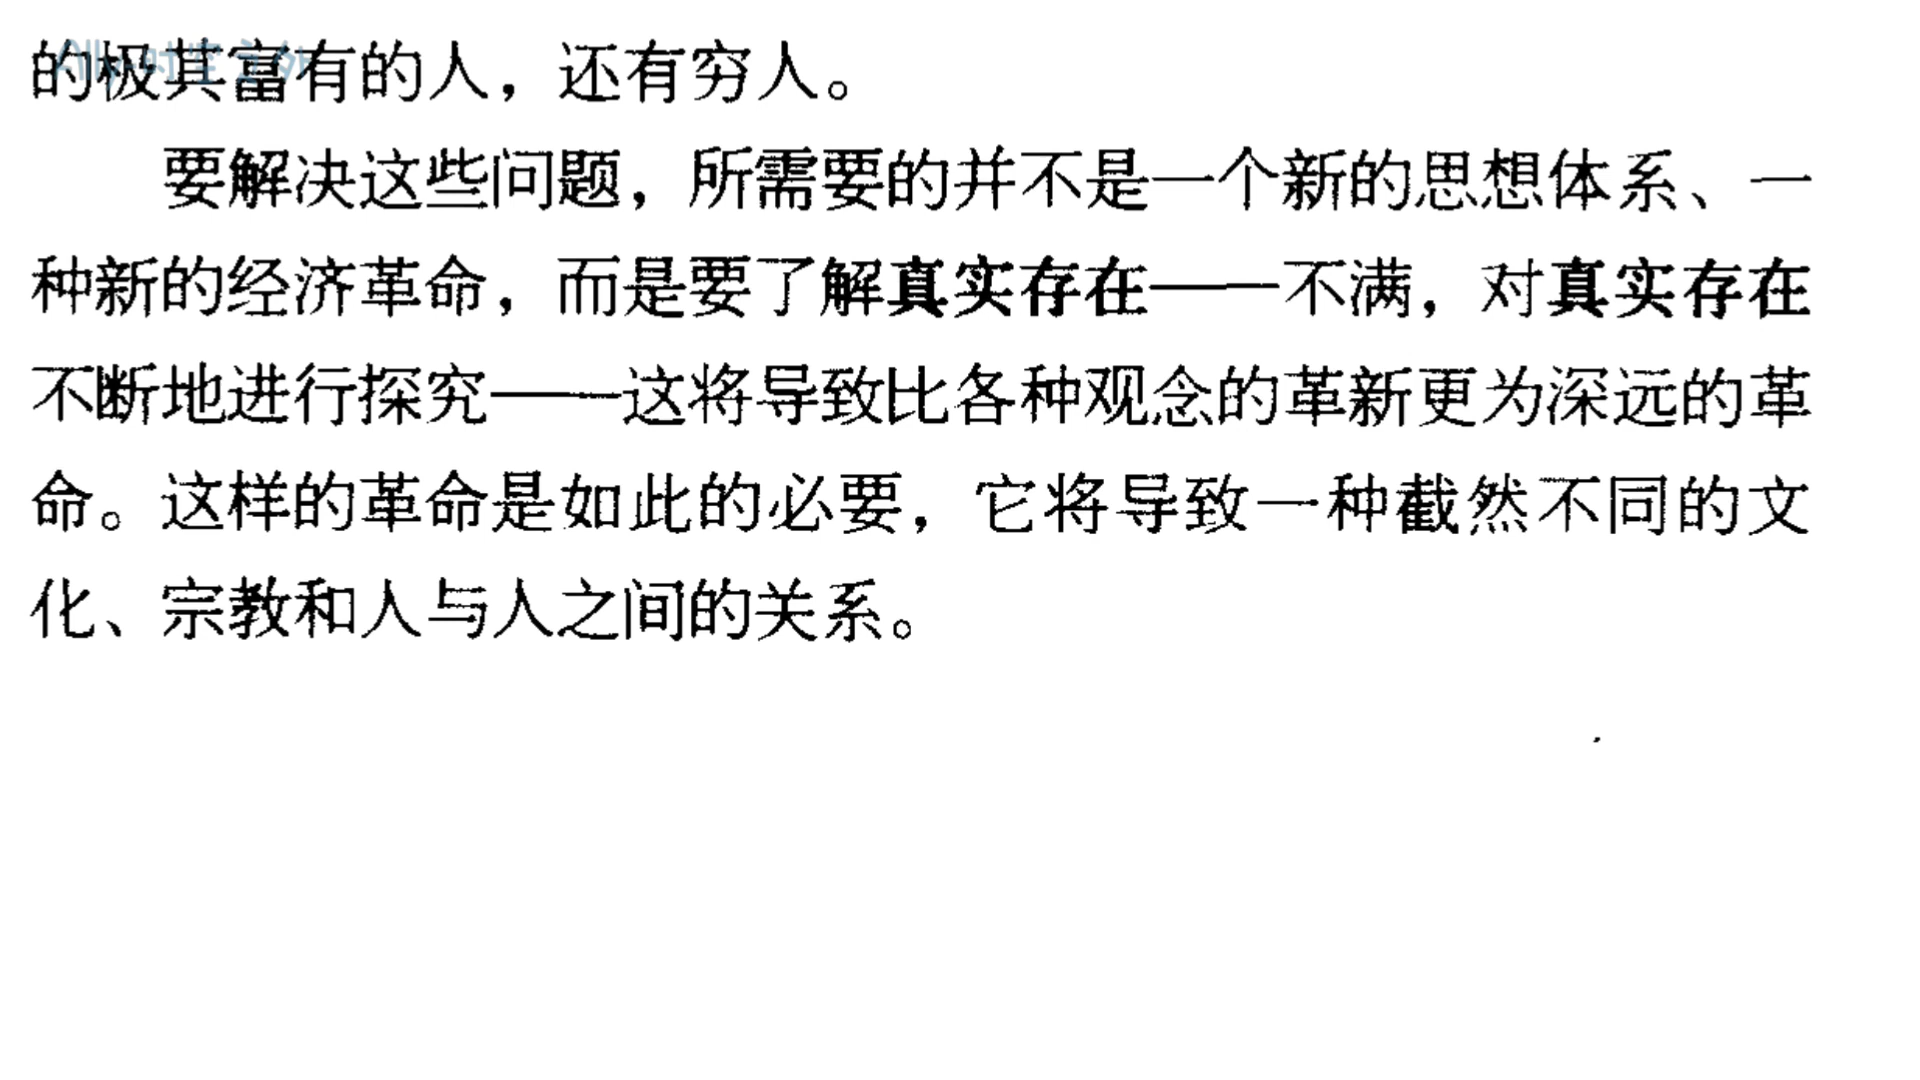 的极其富有的人，还有穷人。
要解决这些问题，所需要的并不是一个新的思想体系、一
种新的经济革命，而是要了解真实存在——不满，对真实存在
不断地进行探究——这将导致比各种观念的革新更为深远的革
命。这样的革命是如此的必要，它将导致一种截然不同的文
化、宗教和人与人之间的关系。